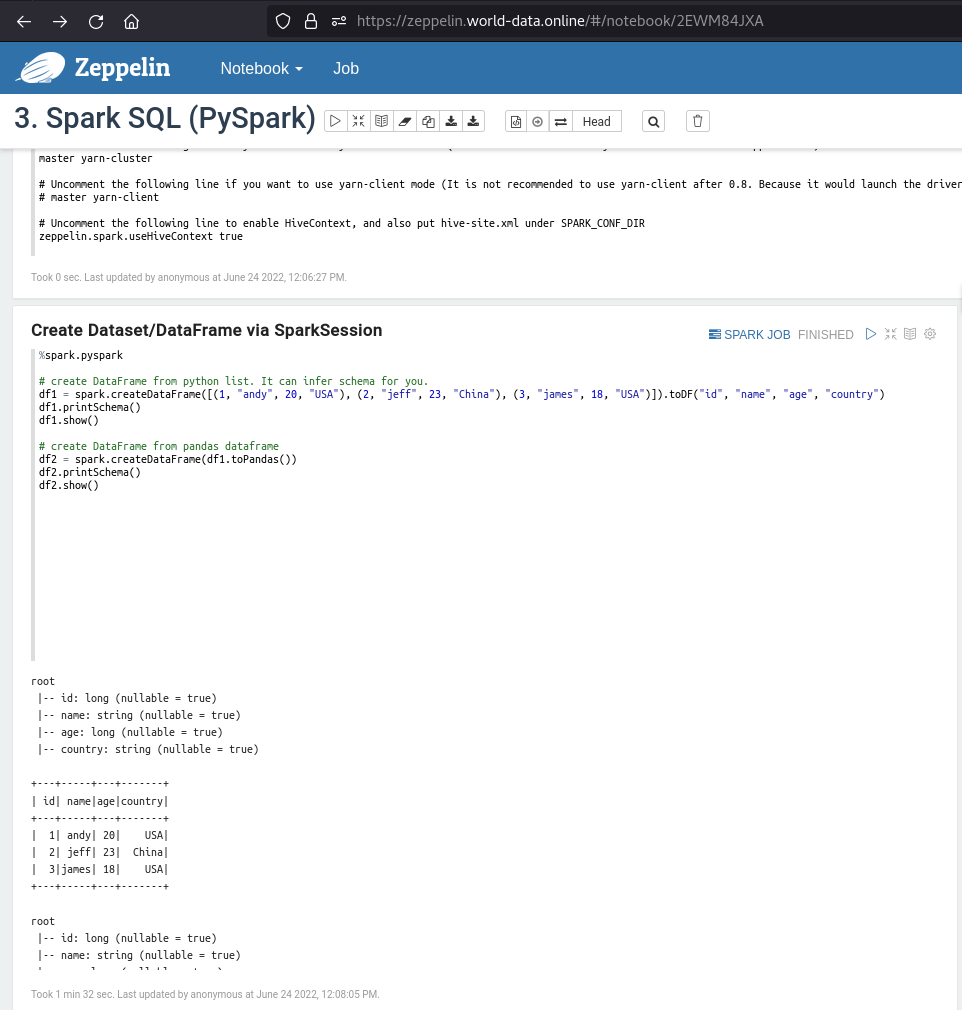 https://zeppelin.world-data.online/#/notebook/2EWM84JXA
Zeppelin Notebook Job
3. Spark SQL (PySpark) Head
master yarn-cluster
# Uncomment the following line if you want to use yarn-client mode (It is not recommended to use yarn-client after 0.8. Because it would launch the driver
# master yarn-client
# Uncomment the following line to enable HiveContext, and also put hive-site.xml under SPARK_CONF_DIR
zeppelin.spark.useHiveContext true
Took 0 sec. Last updated by anonymous at June 24 2022, 12:06:27 PM.
Create Dataset/DataFrame via SparkSession
SPARK JOB FINISHED
%spark.pyspark
# create DataFrame from python list. It can infer schema for you.
df1 = spark.createDataFrame([(1, "andy", 20, "USA"), (2, "jeff", 23, "China"), (3, "james", 18, "USA")]).toDF("id", "name", "age", "country")
df1.printSchema()
df1.show()
# create DataFrame from pandas dataframe
df2 = spark.createDataFrame(df1.toPandas())
df2.printSchema()
df2.show()
root
|-- id: long (nullable = true)
|-- name: string (nullable = true)
|-- age: long (nullable = true)
|-- country: string (nullable = true)
+---+-----+---+-------+
| id| name|age|country|
+---+-----+---+-------+
|  1| andy| 20|    USA|
|  2| jeff| 23|  China|
|  3|james| 18|    USA|
+---+-----+---+-------+
root
|-- id: long (nullable = true)
|-- name: string (nullable = true)
Took 1 min 32 sec. Last updated by anonymous at June 24 2022, 12:08:05 PM.